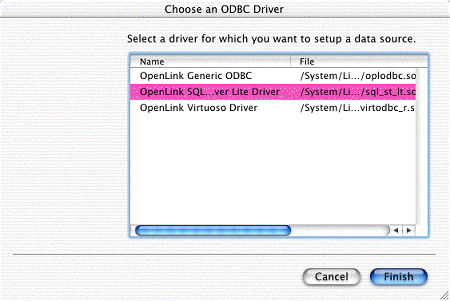 Choose an ODBC Driver
Select a driver for which you want to setup a data source.
Name File
OpenLink Generic ODBC /System/Li.../oplodbc.so
OpenLink SQL...ver Lite Driver /System/Li.../sql_st_lt.so
OpenLink Virtuoso Driver /System/Li...virtodbc_r.s
Cancel Finish